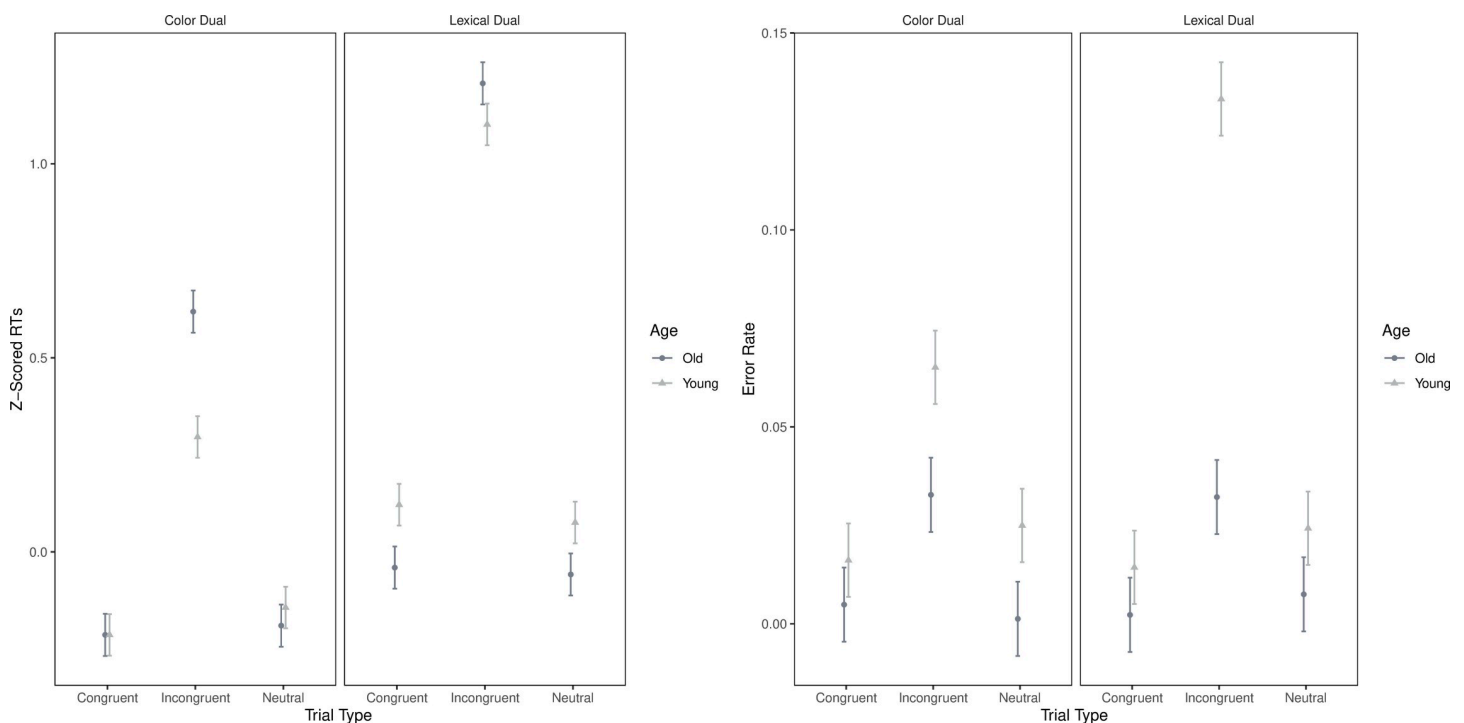 Color Dual
Lexical Dual
1.0
0.5
0.0
Z−Scored RTs
Congruent
Incongruent
Neutral
Congruent
Incongruent
Neutral
Trial Type
Age
Old
Young
Color Dual
Lexical Dual
0.15
0.10
0.05
0.00
Error Rate
Congruent
Incongruent
Neutral
Congruent
Incongruent
Neutral
Trial Type
Age
Old
Young